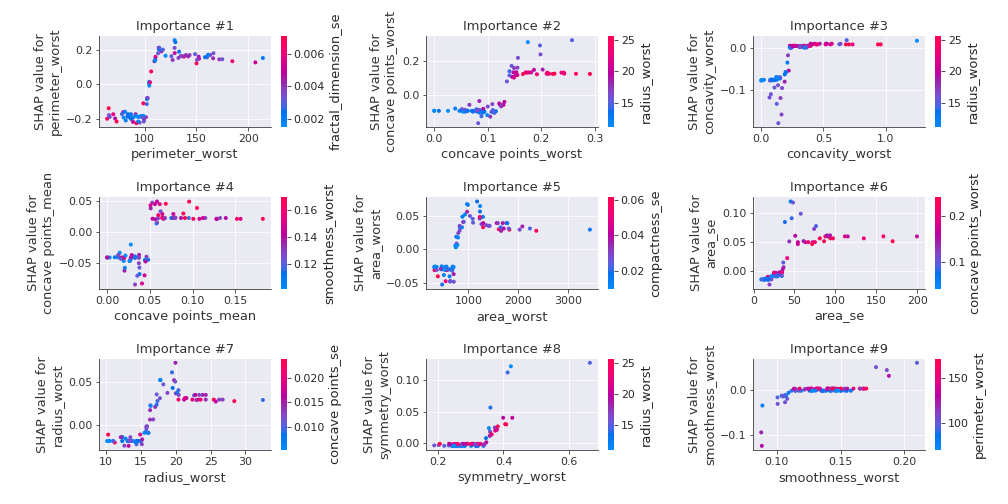 Importance #1
SHAP value for
perimeter_worst
0.2
0.0
−0.2
100
150
200
perimeter_worst
0.006
0.004
0.002
fractal_dimension_se
Importance #2
SHAP value for
concave points_worst
0.2
0.0
0.0
0.1
0.2
0.3
concave points_worst
25
20
15
radius_worst
Importance #3
SHAP value for
concavity_worst
0.0
−0.1
0.0
0.5
1.0
concavity_worst
25
20
15
radius_worst
Importance #4
SHAP value for
concave points_mean
0.05
0.00
−0.05
0.00
0.05
0.10
0.15
concave points_mean
0.16
0.14
0.12
smoothness_worst
Importance #5
SHAP value for
area_worst
0.05
0.00
−0.05
1000
2000
3000
area_worst
0.06
0.04
0.02
compactness_se
Importance #6
SHAP value for
area_se
0.10
0.05
0.00
0
50
100
150
200
area_se
0.2
0.1
concave points_worst
Importance #7
SHAP value for
radius_worst
0.05
0.00
10
15
20
25
30
radius_worst
0.020
0.015
0.010
concave points_se
Importance #8
SHAP value for
symmetry_worst
0.10
0.05
0.00
0.2
0.4
0.6
symmetry_worst
25
20
15
radius_worst
Importance #9
SHAP value for
smoothness_worst
0.0
−0.1
0.10
0.15
0.20
smoothness_worst
150
100
perimeter_worst